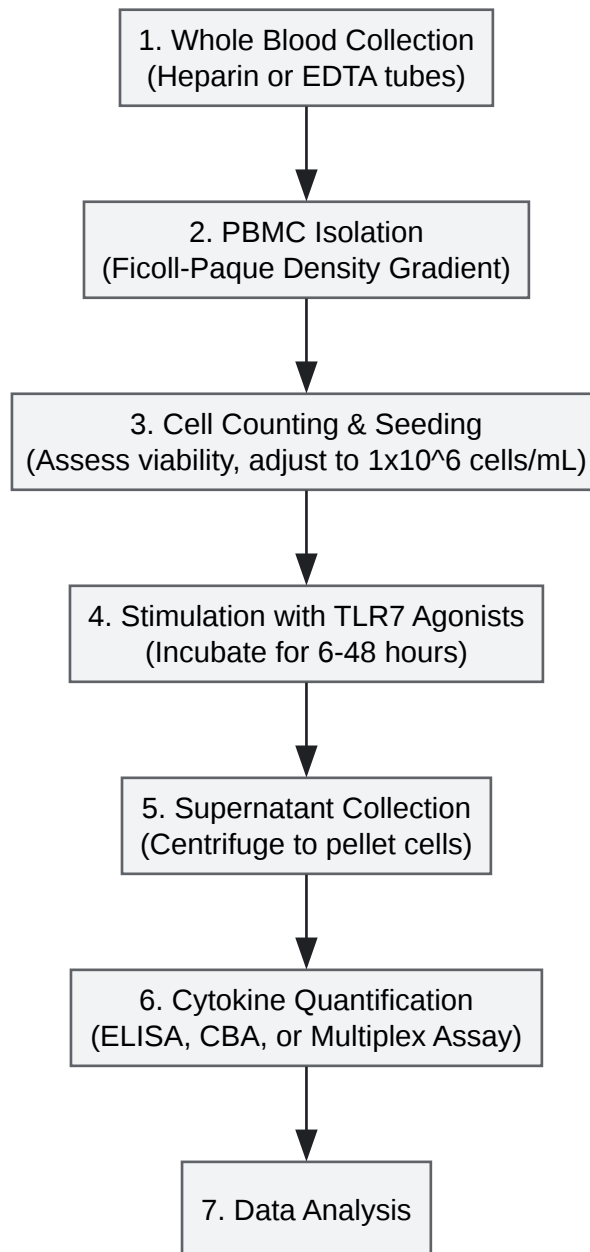 1. Whole Blood Collection
(Heparin or EDTA tubes)
2. PBMC Isolation
(Ficoll-Paque Density Gradient)
3. Cell Counting & Seeding
(Assess viability, adjust to 1x10^6 cells/mL)
4. Stimulation with TLR7 Agonists
(Incubate for 6-48 hours)
5. Supernatant Collection
(Centrifuge to pellet cells)
6. Cytokine Quantification
(ELISA, CBA, or Multiplex Assay)
7. Data Analysis